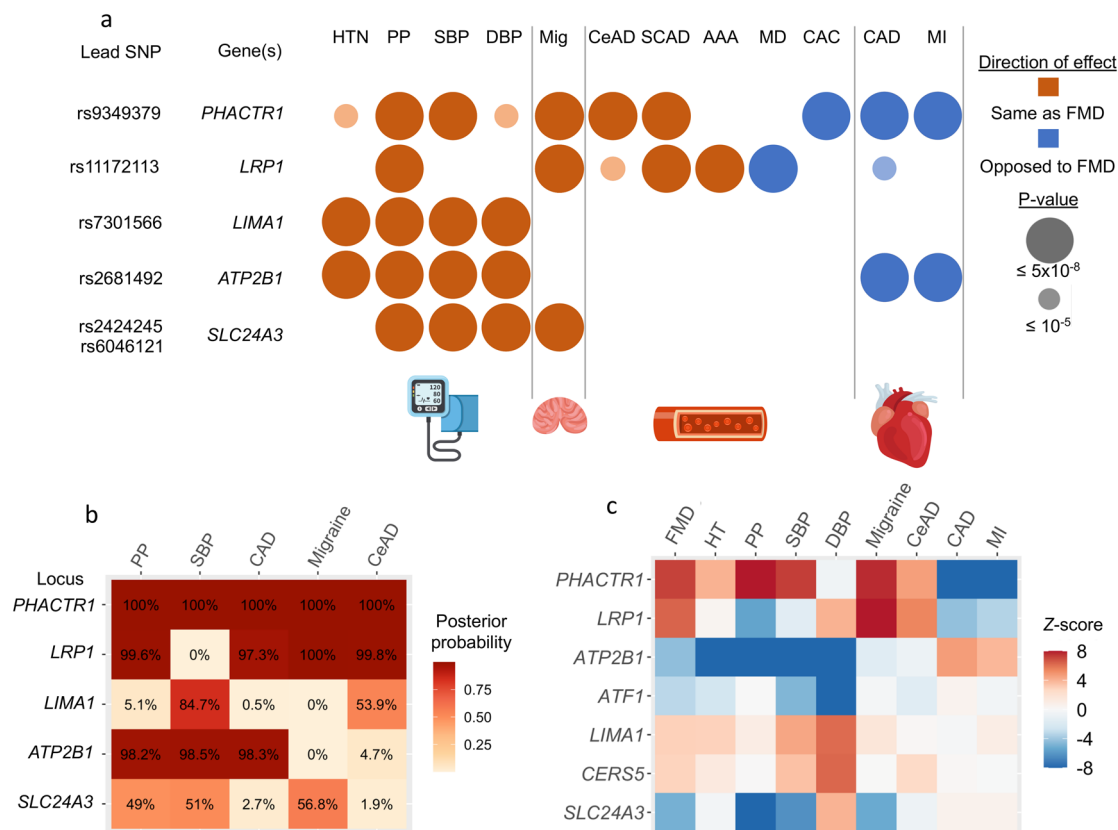 a
HTN PP SBP DBP Mig CeAD SCAD AAA MD CAC CAD MI
Lead SNP Gene(s)
Direction of effect
Same as FMD
Opposed to FMD
P-value
≤ 5x10-8
≤ 10-5
rs9349379 PHACTR1
rs11172113 LRP1
rs7301566 LIMA1
rs2681492 ATP2B1
rs2424245
rs6046121 SLC24A3
120
80
60
b
PP SBP CAD Migraine CeAD
Locus
PHACTR1 100% 100% 100% 100% 100%
LRP1 99.6% 0% 97.3% 100% 99.8%
LIMA1 5.1% 84.7% 0.5% 0% 53.9%
ATP2B1 98.2% 98.5% 98.3% 0% 4.7%
SLC24A3 49% 51% 2.7% 56.8% 1.9%
Posterior
probability
0.75
0.50
0.25
c
FMD HT PP SBP DBP Migraine CeAD CAD MI
PHACTR1
LRP1
ATP2B1
ATF1
LIMA1
CERS5
SLC24A3
Z-score
8
4
0
-4
-8